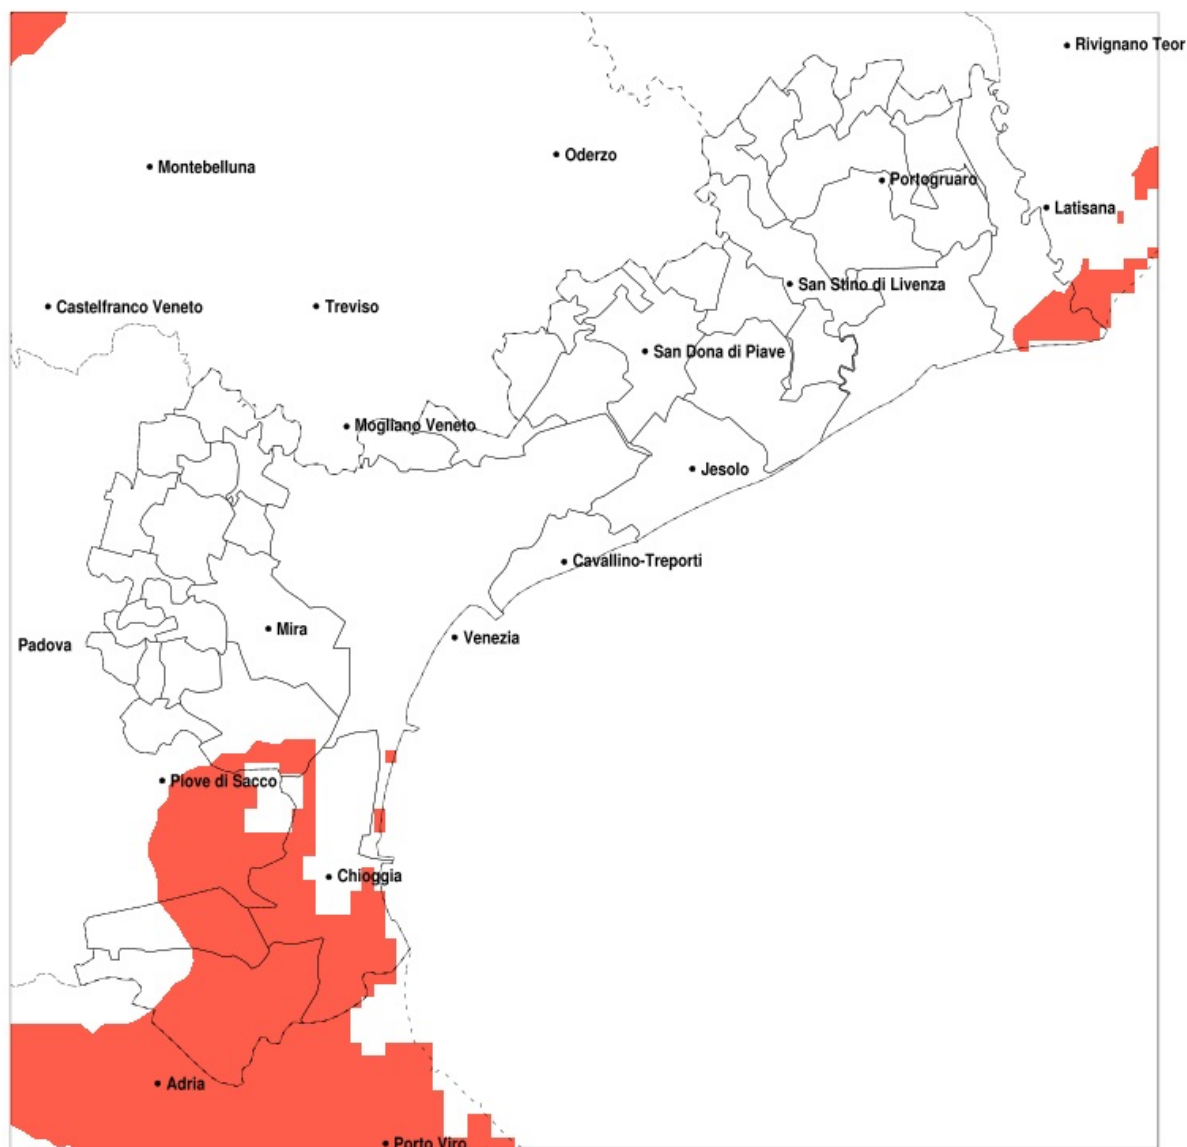 Rivignano Teor
Oderzo
Montebelluna
Portogruaro
Latisana
San Stino di Livenza
Castelfranco Veneto
Treviso
San Dona di Piave
Mogliano Veneto
Jesolo
Cavallino-Treporti
Mira
Venezia
Padova
Piove di Sacco
Chioggia
Adria
Porto Viro